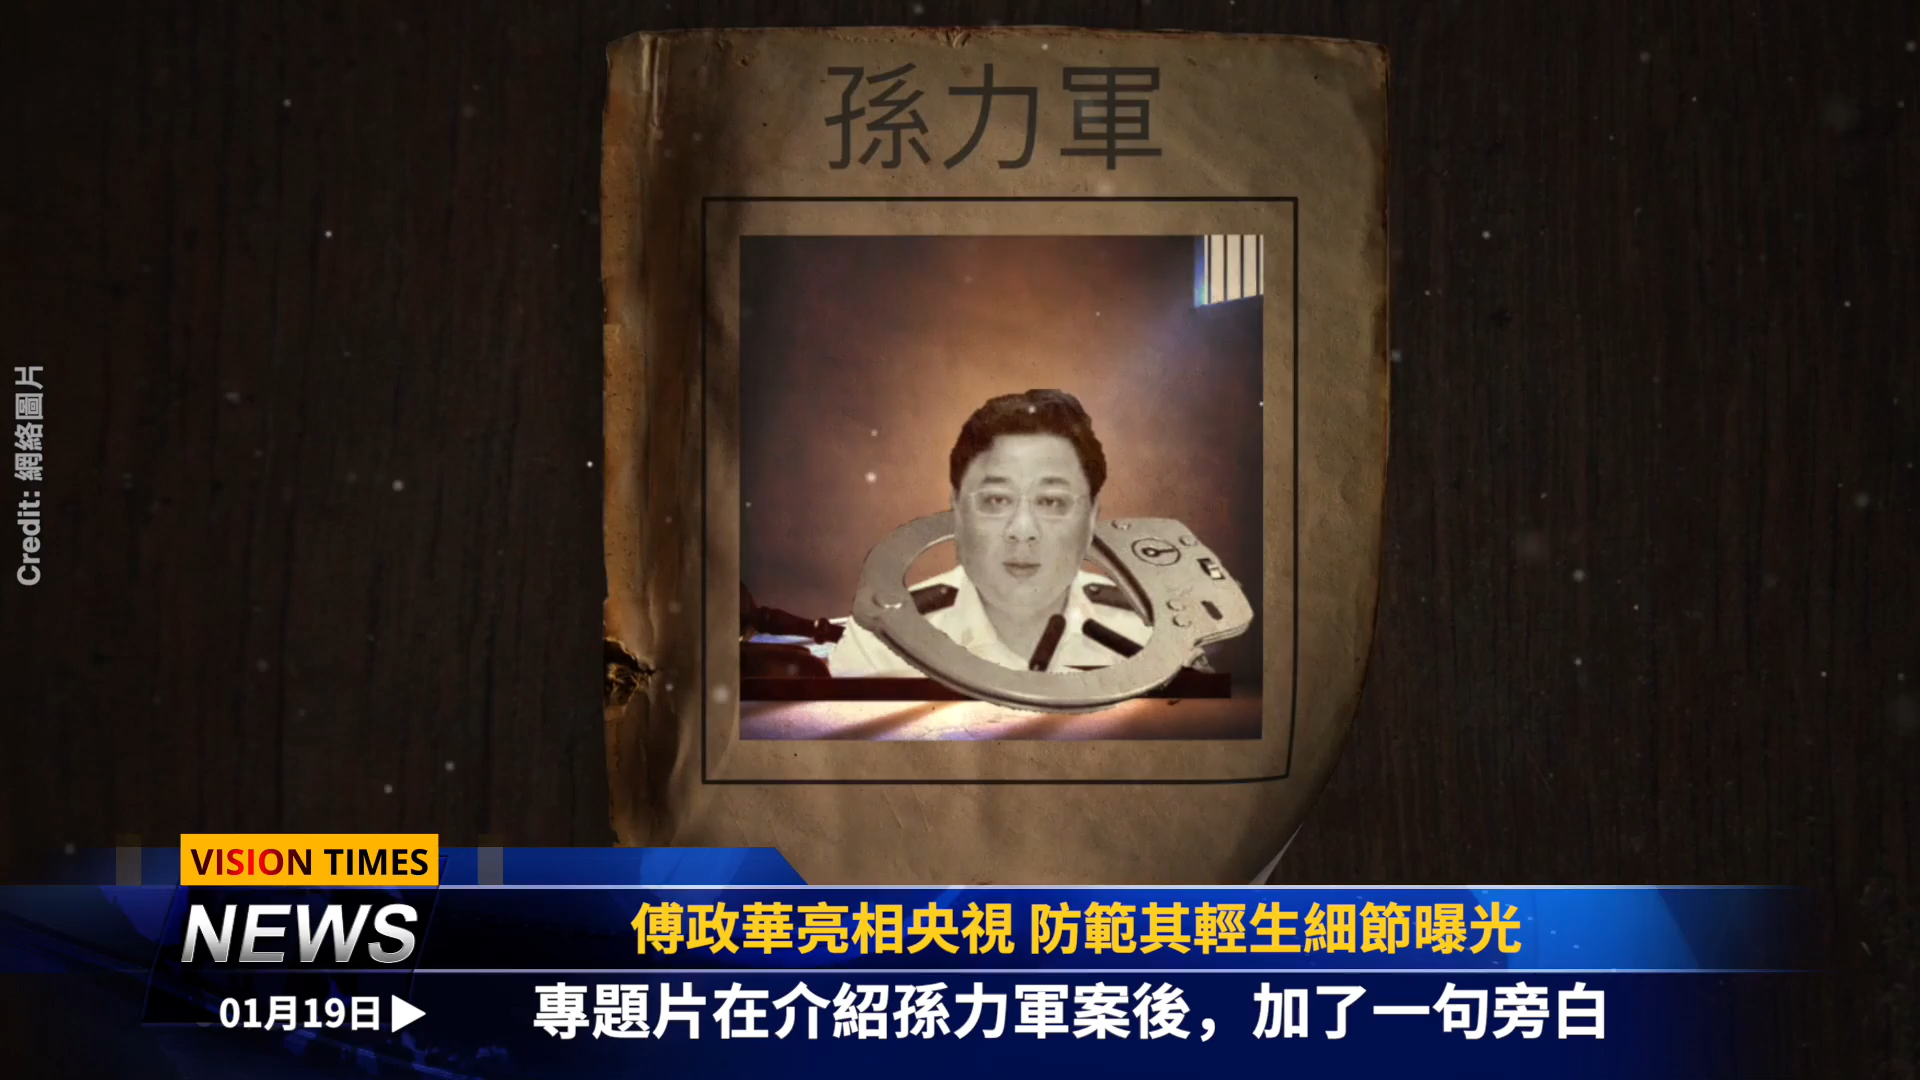 孫力軍
Credit: 網絡圖片
VISION TIMES
NEWS
傅政華亮相央視 防範其輕生細節曝光
01月19日
專題片在介紹孫力軍案後，加了一句旁白